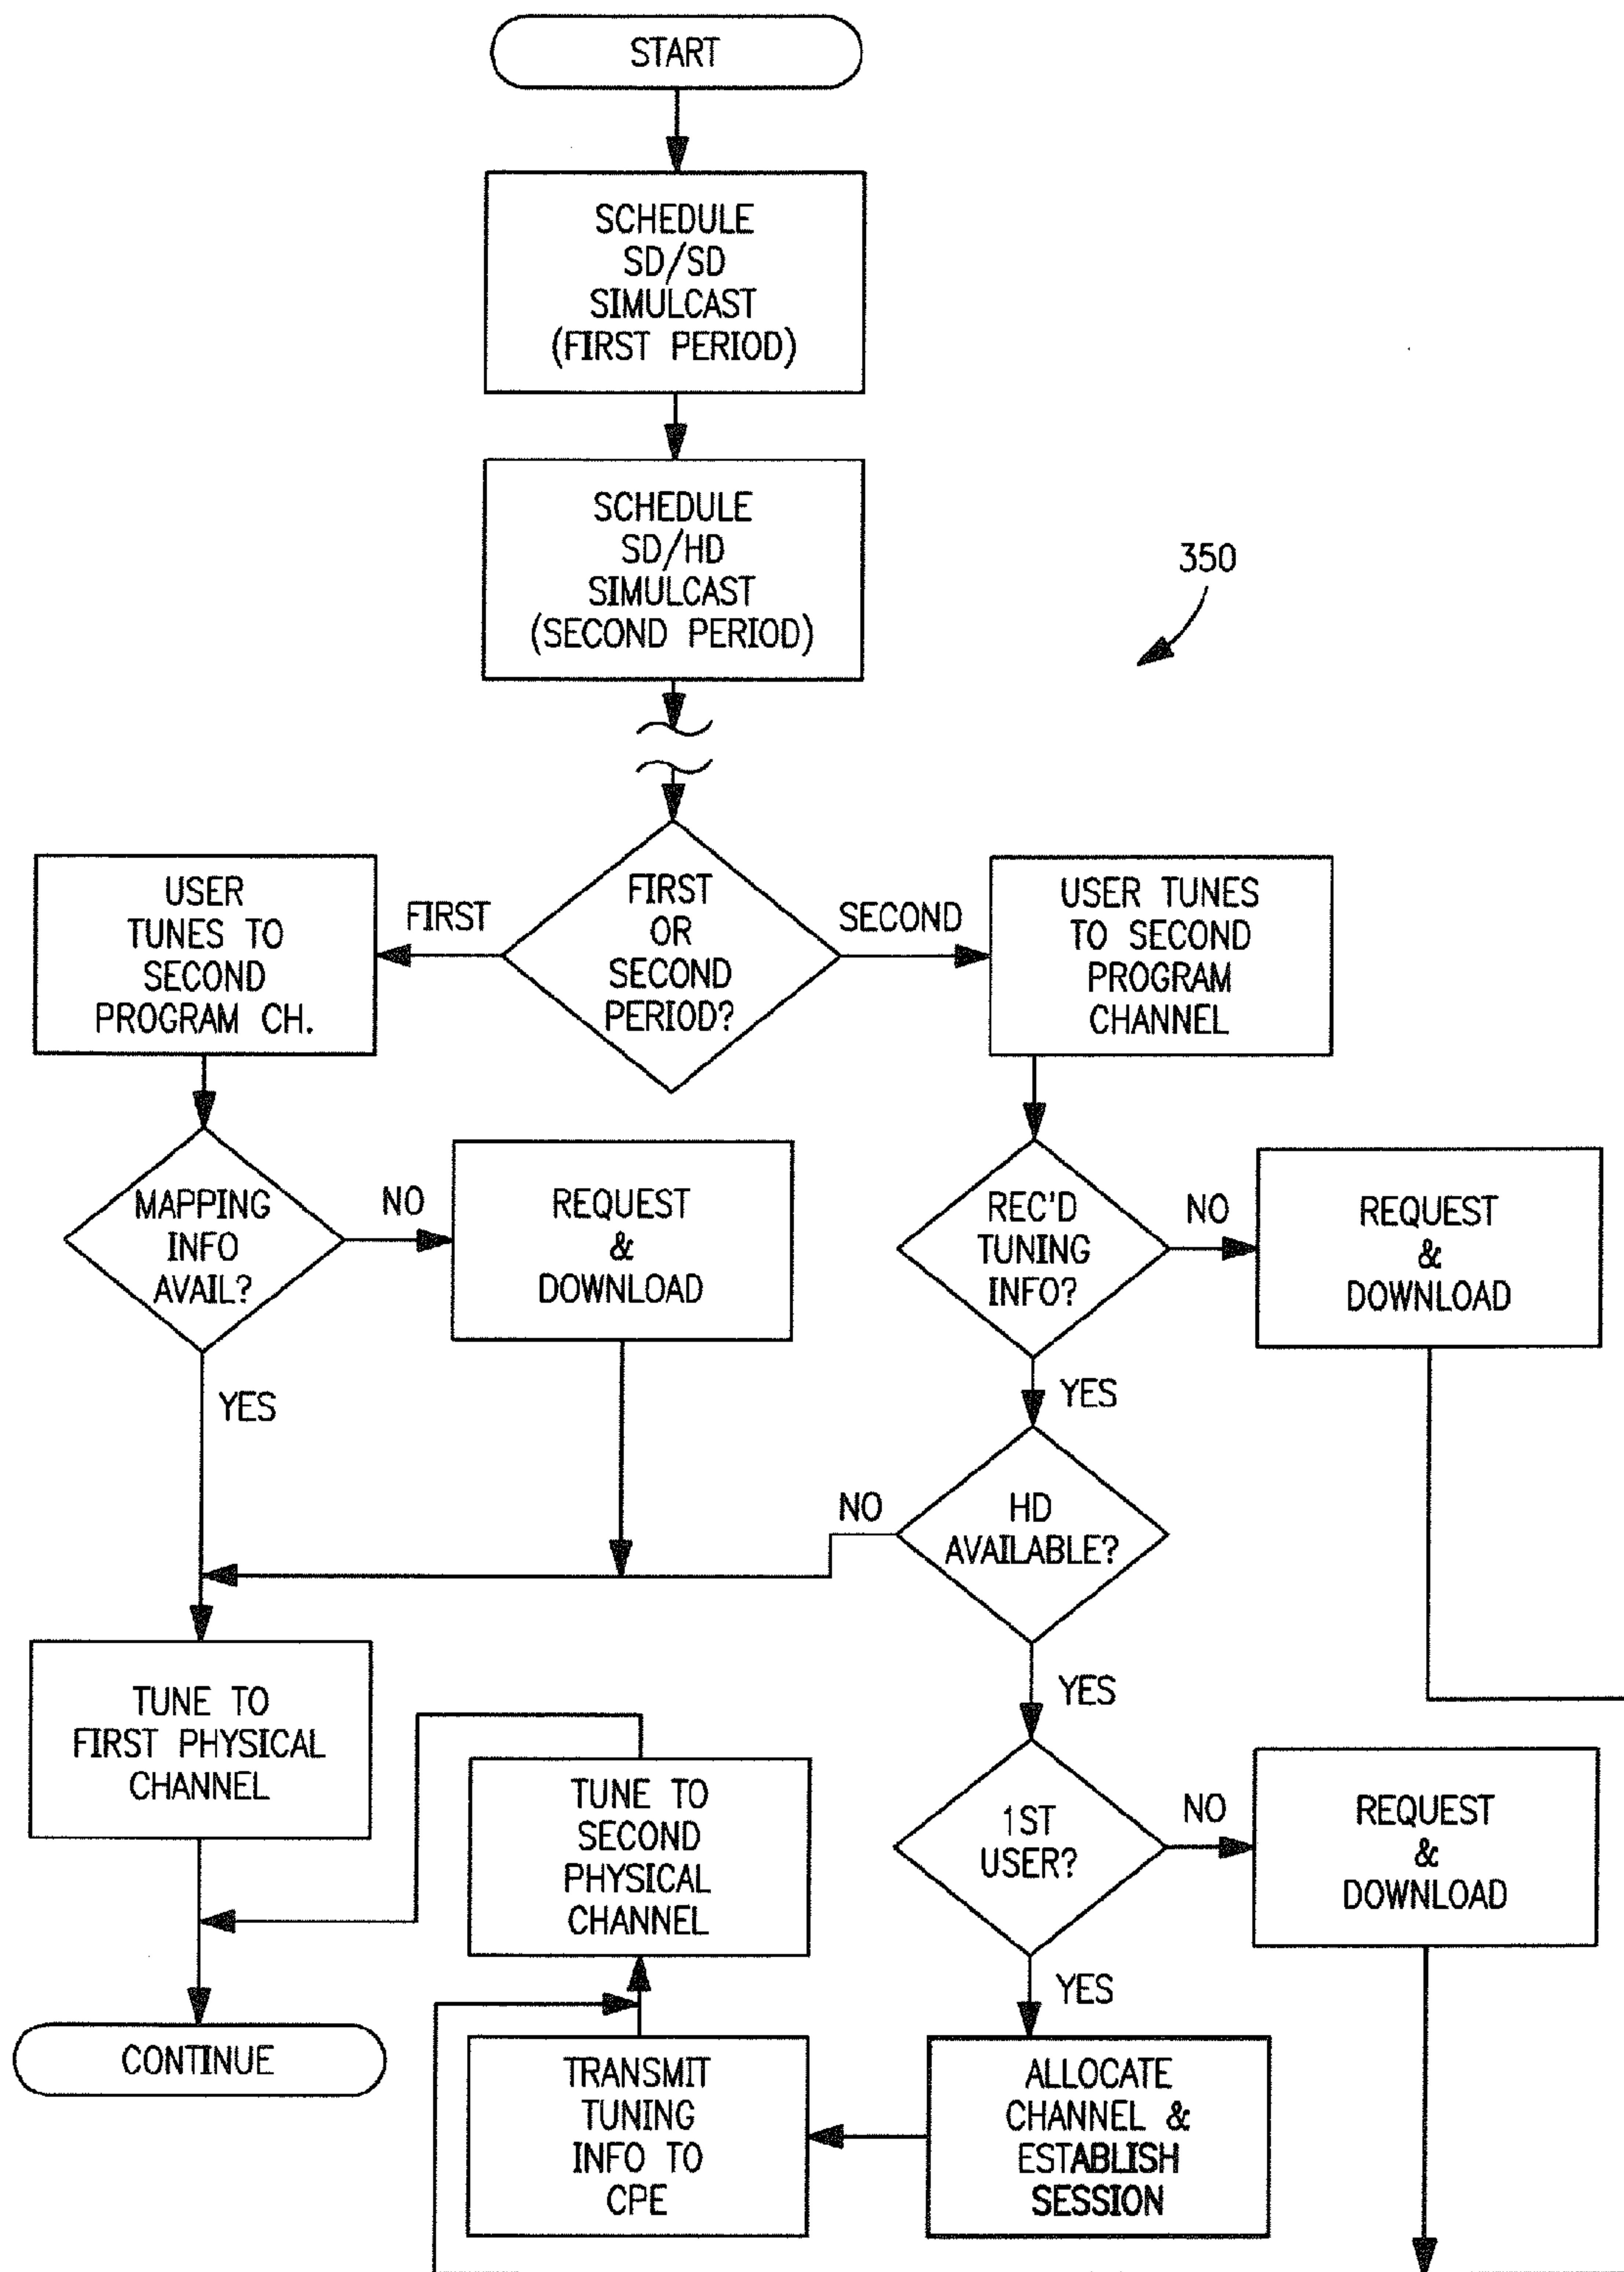 START
SCHEDULE
SD/SD
SIMULCAST
(FIRST PERIOD)
SCHEDULE
SD/HD
SIMULCAST
(SECOND PERIOD)
350
USER
TUNES TO
SECOND
PROGRAM CH.
FIRST
FIRST
OR
SECOND
PERIOD?
SECOND
USER TUNES
TO SECOND
PROGRAM
CHANNEL
MAPPING
INFO
AVAIL?
NO
REQUEST
&
DOWNLOAD
YES
REC'D
TUNING
INFO?
NO
REQUEST
&
DOWNLOAD
YES
NO
HD
AVAILABLE?
YES
TUNE TO
FIRST PHYSICAL
CHANNEL
TUNE TO
SECOND
PHYSICAL
CHANNEL
1ST
USER?
NO
REQUEST
&
DOWNLOAD
YES
CONTINUE
TRANSMIT
TUNING
INFO TO
CPE
ALLOCATE
CHANNEL &
ESTABLISH
SESSION